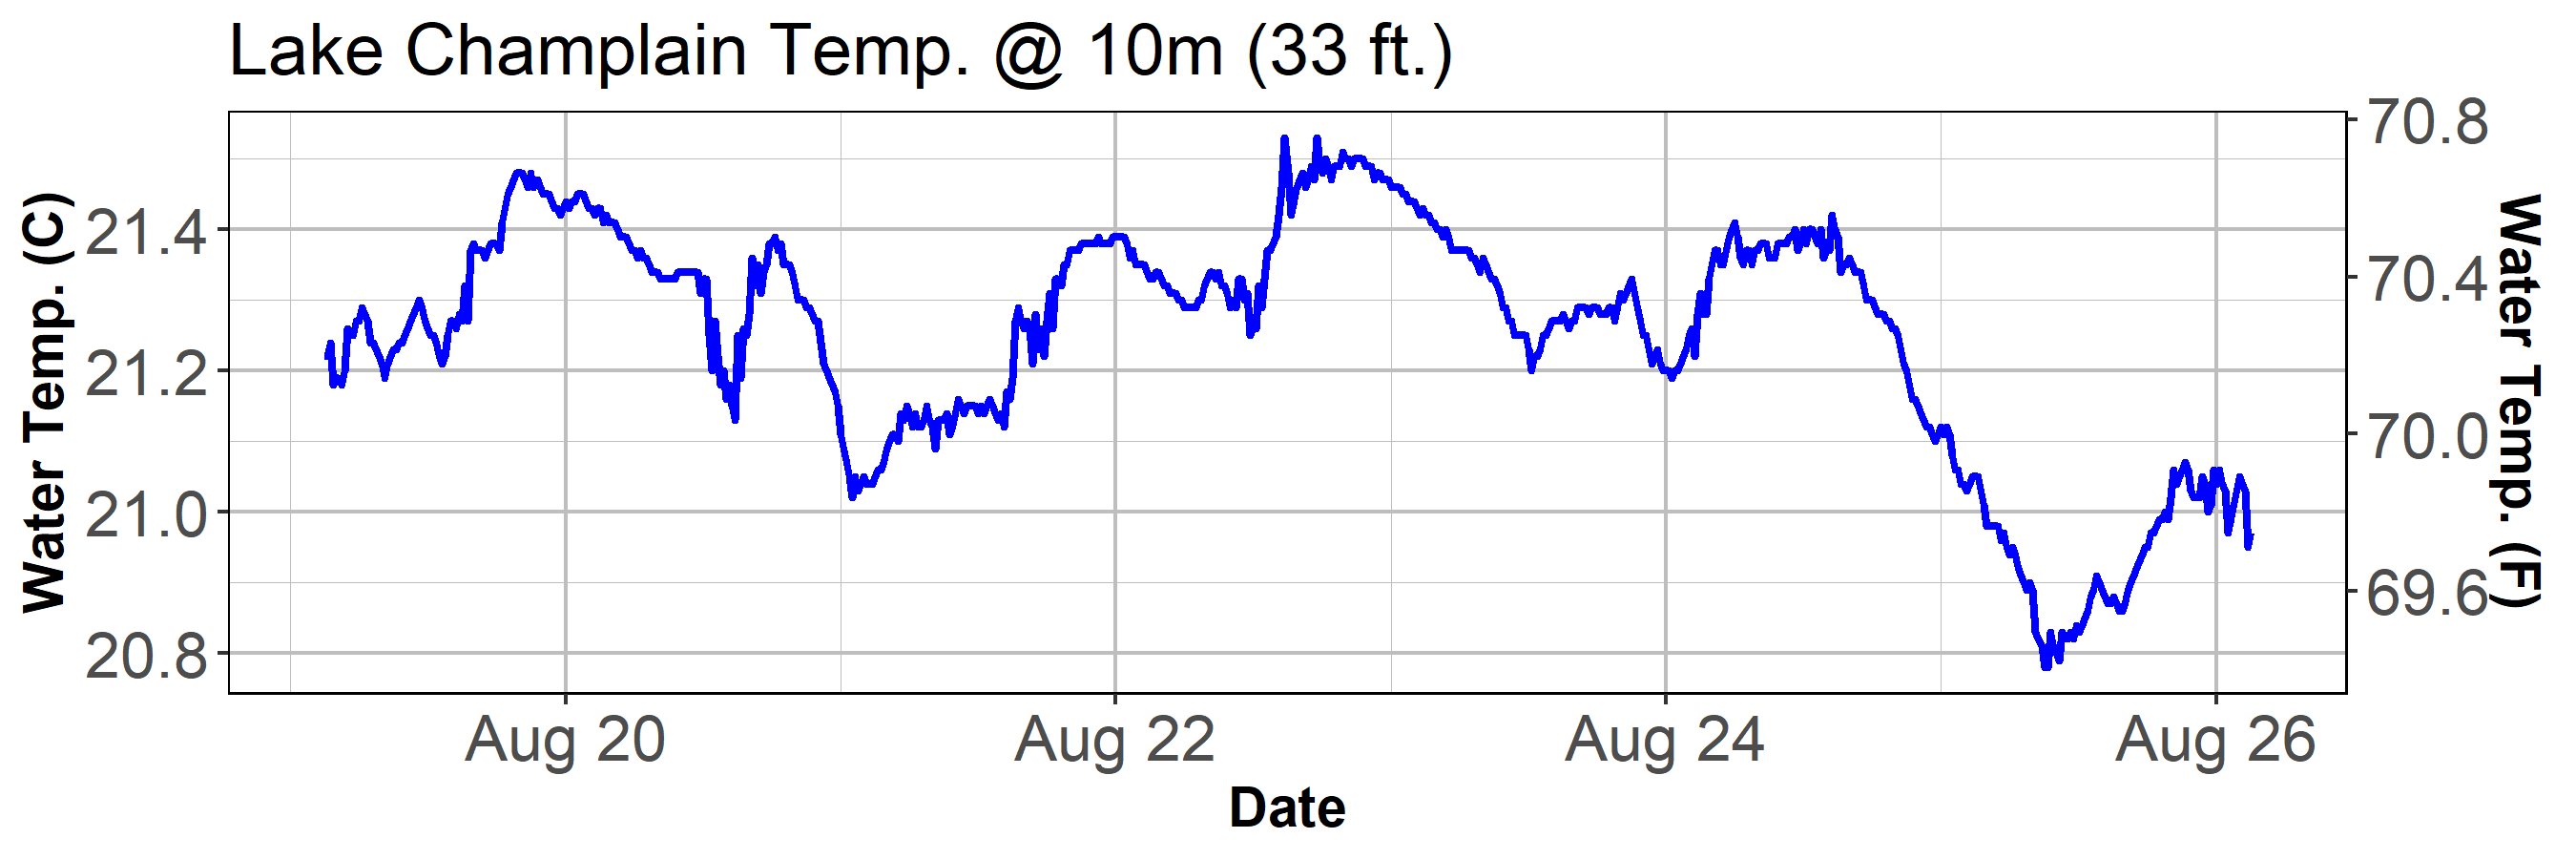 Lake Champlain Temp. @ 10m (33 ft.)
Water Temp. (C)
21.4
21.2
21.0
20.8
70.8
70.4
70.0
69.6
Water Temp. (F)
Aug 20
Aug 22
Aug 24
Aug 26
Date